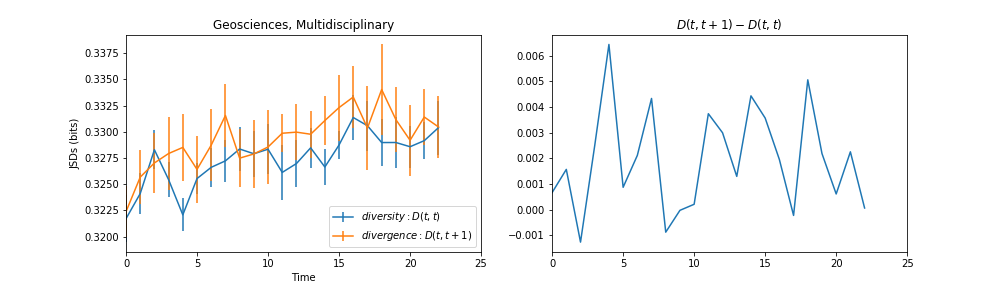 Geosciences, Multidisciplinary
JSDs (bits)
0.3375
0.3350
0.3325
0.3300
0.3275
0.3250
0.3225
0.3200
diversity: D(t, t)
divergence: D(t, t + 1)
0 5 10 15 20 25
Time
D(t, t + 1) − D(t, t)
0.006
0.005
0.004
0.003
0.002
0.001
0.000
−0.001
0 5 10 15 20 25